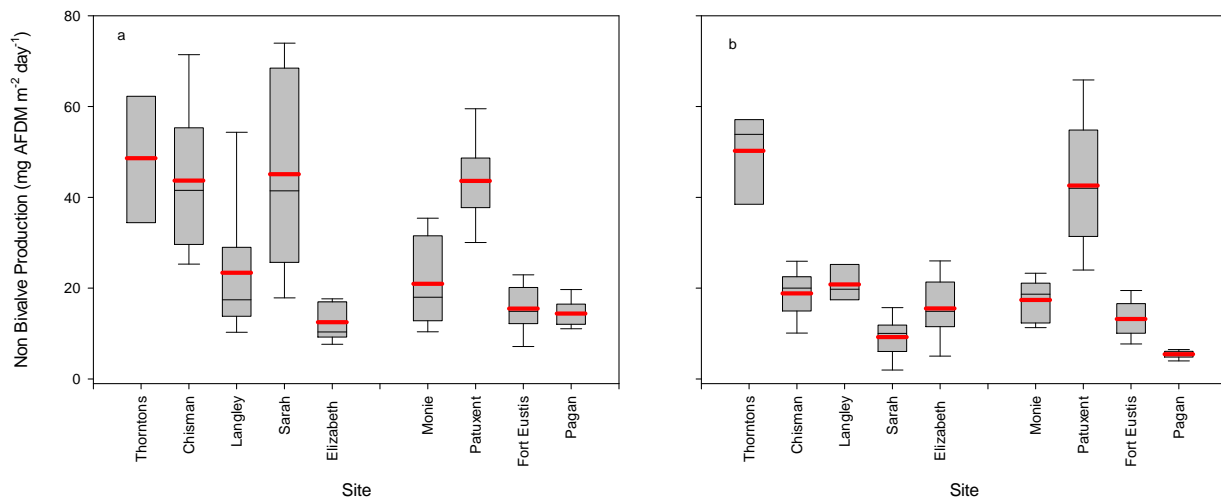 80
60
40
20
0
Non Bivalve Production (mg AFDM m-2 day-1)
a
Thorntons
Chisman
Langley
Sarah
Elizabeth
Monie
Patuxent
Fort Eustis
Pagan
Site
b
Thorntons
Chisman
Langley
Sarah
Elizabeth
Monie
Patuxent
Fort Eustis
Pagan
Site